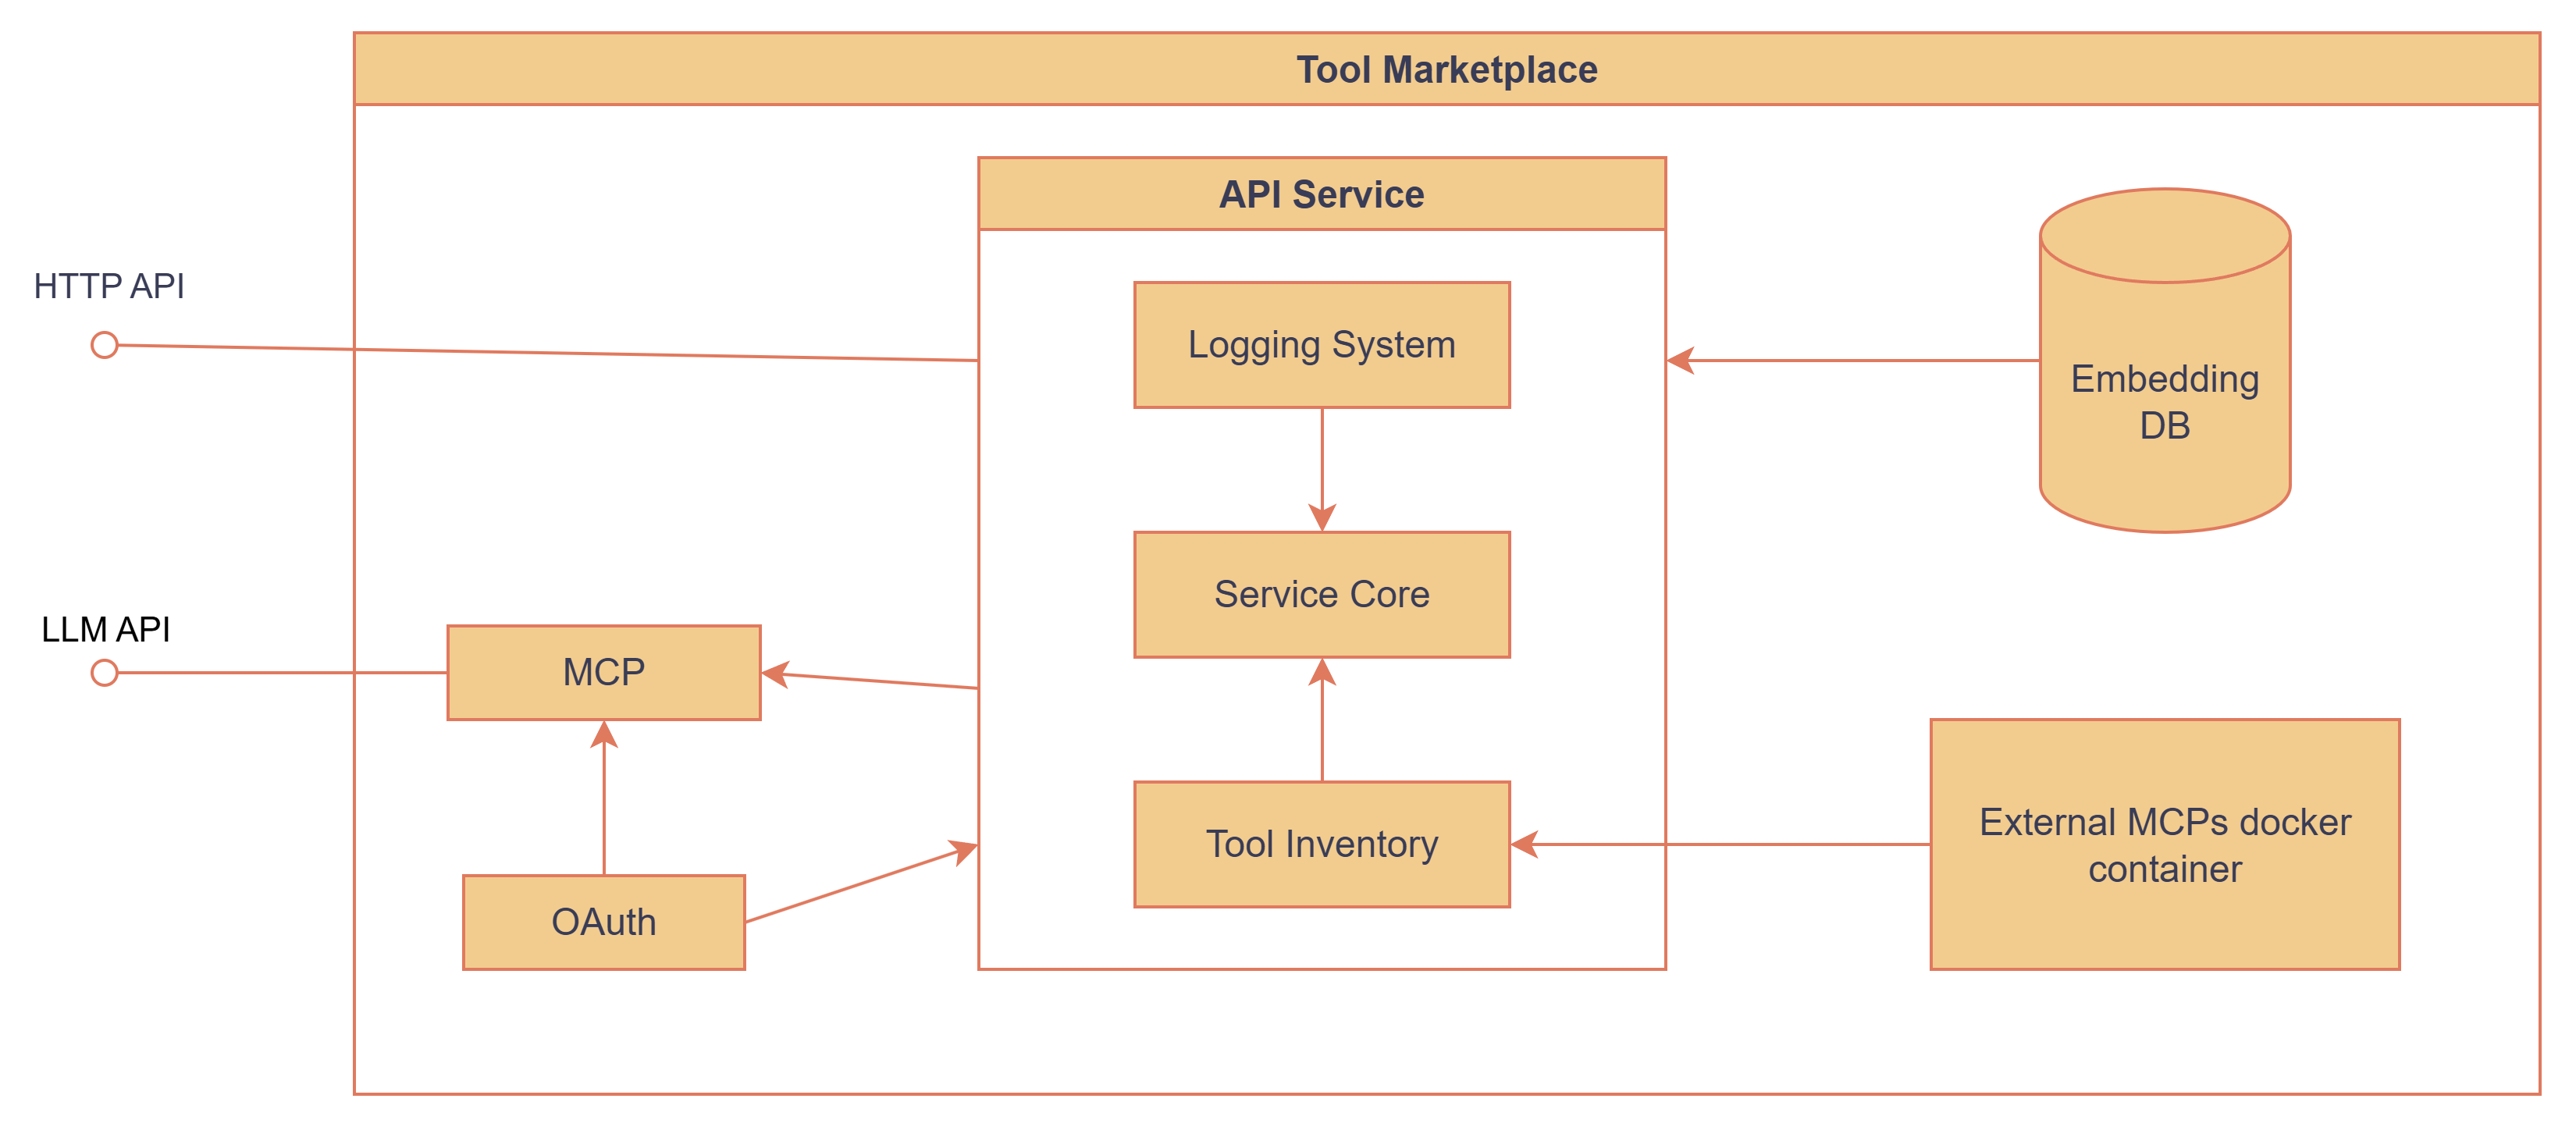 Tool Marketplace
API Service
HTTP API
Logging System
Embedding
DB
Service Core
LLM API
MCP
Tool Inventory
External MCPs docker
container
OAuth